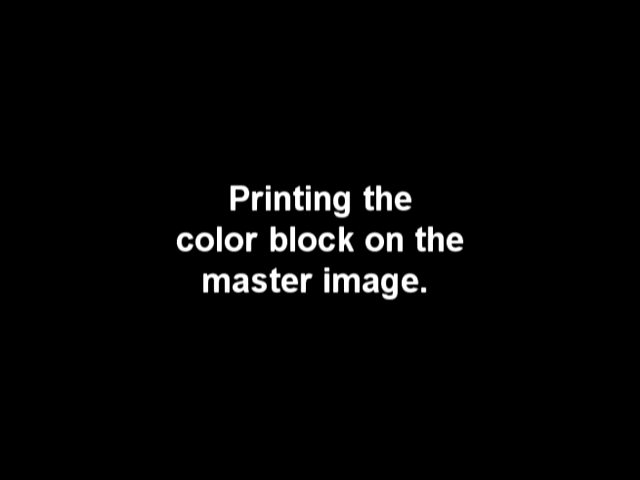 Printing the
color block on the
master image.